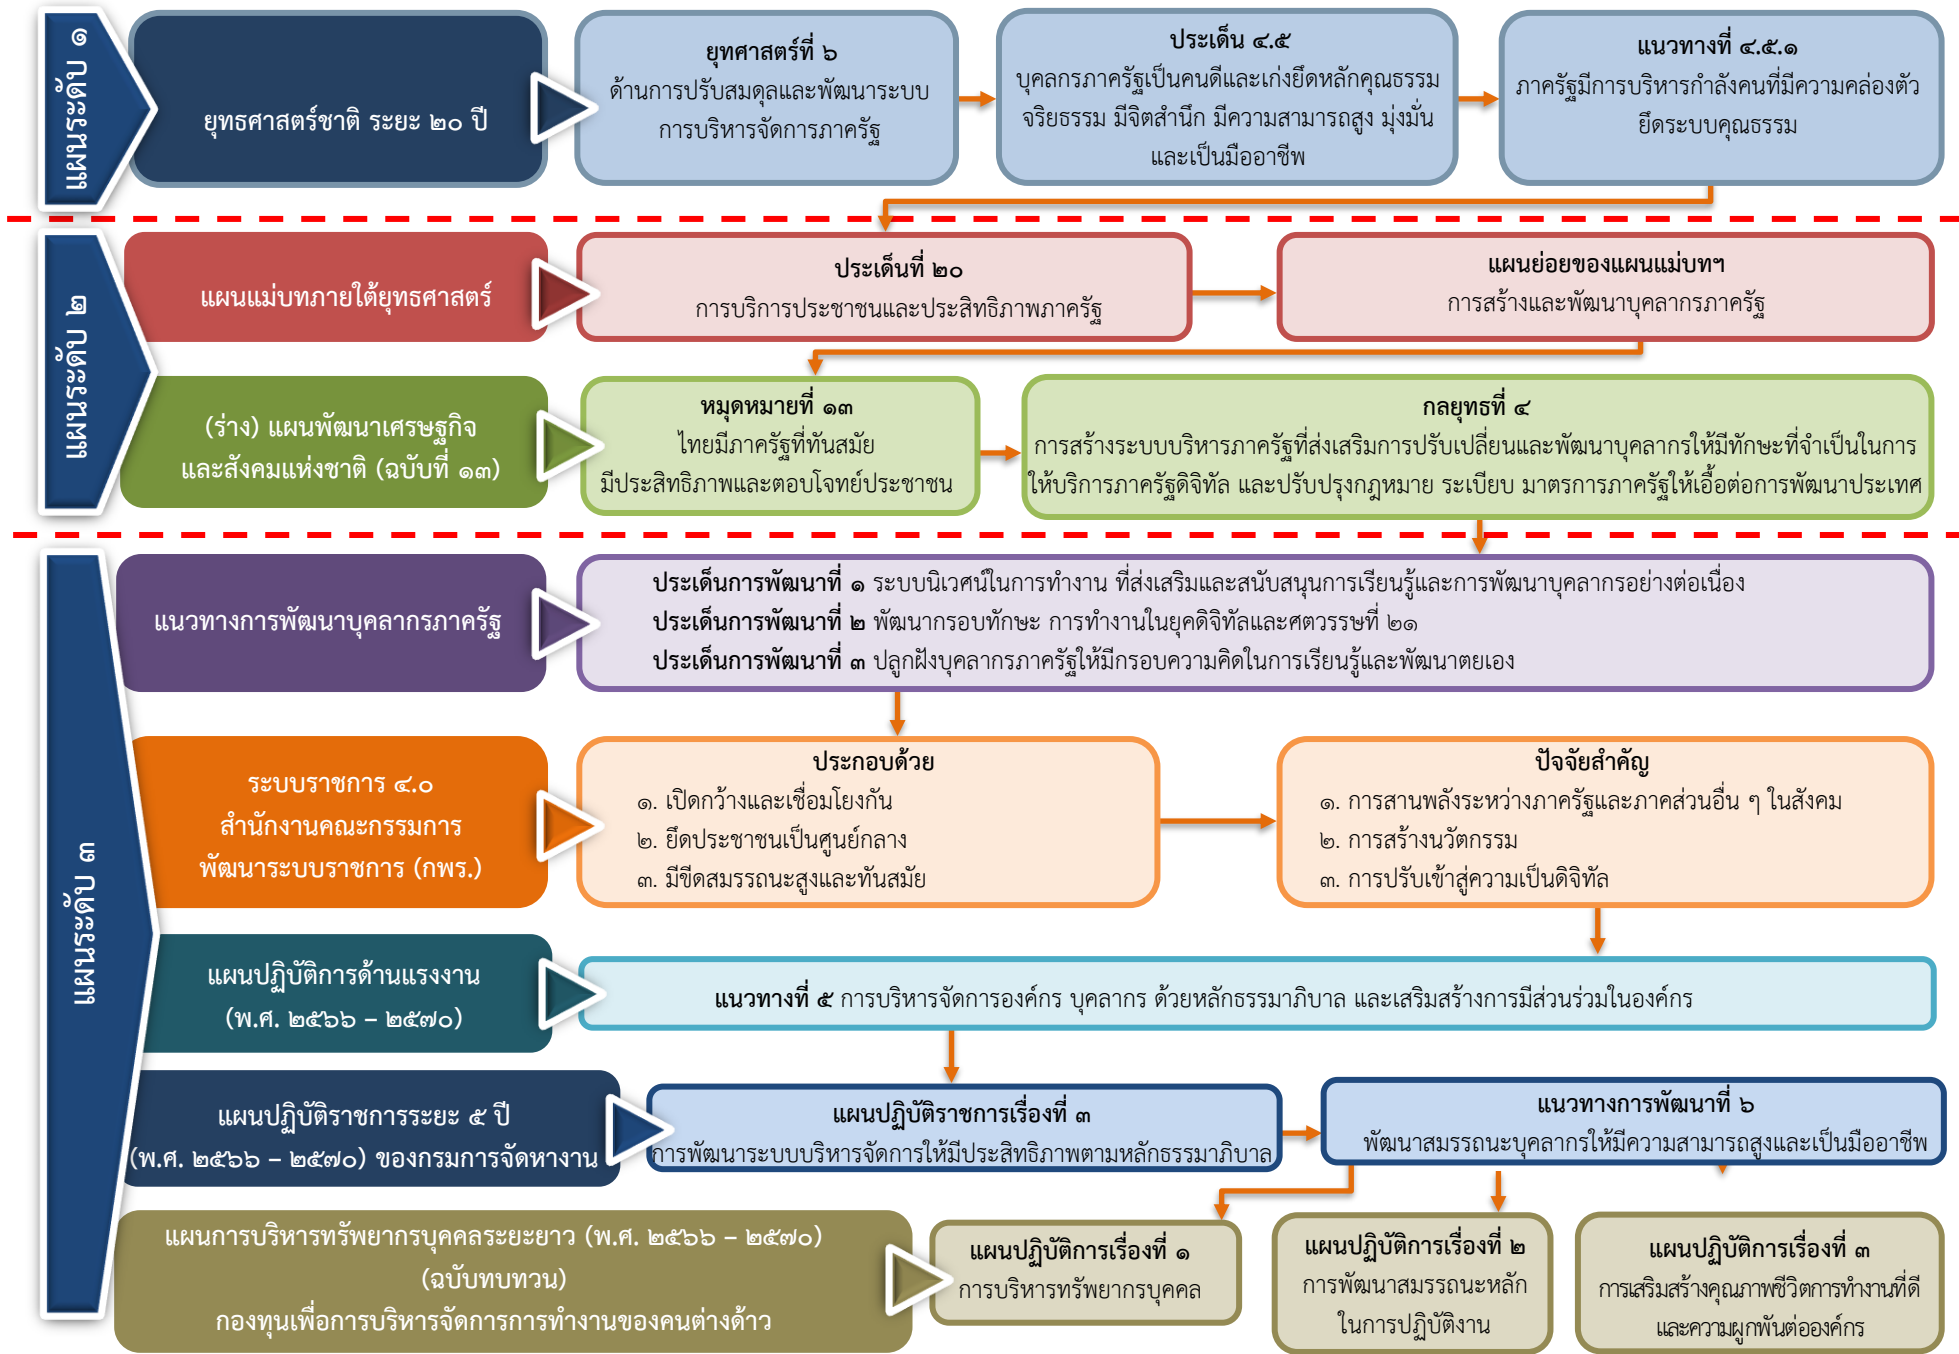 แผนระดับ ๑
ยุทธศาสตร์ชาติ ระยะ ๒๐ ปี
ยุทศาสตร์ที่ ๖
ด้านการปรับสมดุลและพัฒนาระบบ
การบริหารจัดการภาครัฐ
ประเด็น ๔.๕
บุคลกรภาครัฐเป็นคนดีและเก่งยึดหลักคุณธรรม
จริยธรรม มีจิตสำนึก มีความสามารถสูง มุ่งมั่น
และเป็นมืออาชีพ
แนวทางที่ ๔.๕.๑
ภาครัฐมีการบริหารกำลังคนที่มีความคล่องตัว
ยึดระบบคุณธรรม
แผนระดับ ๒
แผนแม่บทภายใต้ยุทธศาสตร์
ประเด็นที่ ๒๐
การบริการประชาชนและประสิทธิภาพภาครัฐ
แผนย่อยของแผนแม่บทฯ
การสร้างและพัฒนาบุคลากรภาครัฐ
(ร่าง) แผนพัฒนาเศรษฐกิจ
และสังคมแห่งชาติ (ฉบับที่ ๑๓)
หมุดหมายที่ ๑๓
ไทยมีภาครัฐที่ทันสมัย
มีประสิทธิภาพและตอบโจทย์ประชาชน
กลยุทธที่ ๔
การสร้างระบบบริหารภาครัฐที่ส่งเสริมการปรับเปลี่ยนและพัฒนาบุคลากรให้มีทักษะที่จำเป็นในการ
ให้บริการภาครัฐดิจิทัล และปรับปรุงกฎหมาย ระเบียบ มาตรการภาครัฐให้เอื้อต่อการพัฒนาประเทศ
แผนระดับ ๓
แนวทางการพัฒนาบุคลากรภาครัฐ
ประเด็นการพัฒนาที่ ๑ ระบบนิเวศน์ในการทำงาน ที่ส่งเสริมและสนับสนุนการเรียนรู้และการพัฒนาบุคลากรอย่างต่อเนื่อง
ประเด็นการพัฒนาที่ ๒ พัฒนากรอบทักษะ การทำงานในยุคดิจิทัลและศตวรรษที่ ๒๑
ประเด็นการพัฒนาที่ ๓ ปลูกฝังบุคลากรภาครัฐให้มีกรอบความคิดในการเรียนรู้และพัฒนาตยเอง
ระบบราชการ ๔.๐
สำนักงานคณะกรรมการ
พัฒนาระบบราชการ (กพร.)
ประกอบด้วย
๑. เปิดกว้างและเชื่อมโยงกัน
๒. ยึดประชาชนเป็นศูนย์กลาง
๓. มีขีดสมรรถนะสูงและทันสมัย
ปัจจัยสำคัญ
๑. การสานพลังระหว่างภาครัฐและภาคส่วนอื่น ๆ ในสังคม
๒. การสร้างนวัตกรรม
๓. การปรับเข้าสู่ความเป็นดิจิทัล
แผนปฏิบัติการด้านแรงงาน
(พ.ศ. ๒๕๖๖ – ๒๕๗๐)
แนวทางที่ ๕ การบริหารจัดการองค์กร บุคลากร ด้วยหลักธรรมาภิบาล และเสริมสร้างการมีส่วนร่วมในองค์กร
แผนปฏิบัติราชการระยะ ๕ ปี
(พ.ศ. ๒๕๖๖ – ๒๕๗๐) ของกรมการจัดหางาน
แผนปฏิบัติราชการเรื่องที่ ๓
การพัฒนาระบบบริหารจัดการให้มีประสิทธิภาพตามหลักธรรมาภิบาล
แนวทางการพัฒนาที่ ๖
พัฒนาสมรรถนะบุคลากรให้มีความสามารถสูงและเป็นมืออาชีพ
แผนการบริหารทรัพยากรบุคคลระยะยาว (พ.ศ. ๒๕๖๖ – ๒๕๗๐)
(ฉบับทบทวน)
กองทุนเพื่อการบริหารจัดการการทำงานของคนต่างด้าว
แผนปฏิบัติการเรื่องที่ ๑
การบริหารทรัพยากรบุคคล
แผนปฏิบัติการเรื่องที่ ๒
การพัฒนาสมรรถนะหลัก
ในการปฏิบัติงาน
แผนปฏิบัติการเรื่องที่ ๓
การเสริมสร้างคุณภาพชีวิตการทำงานที่ดี
และความผูกพันต่อองค์กร